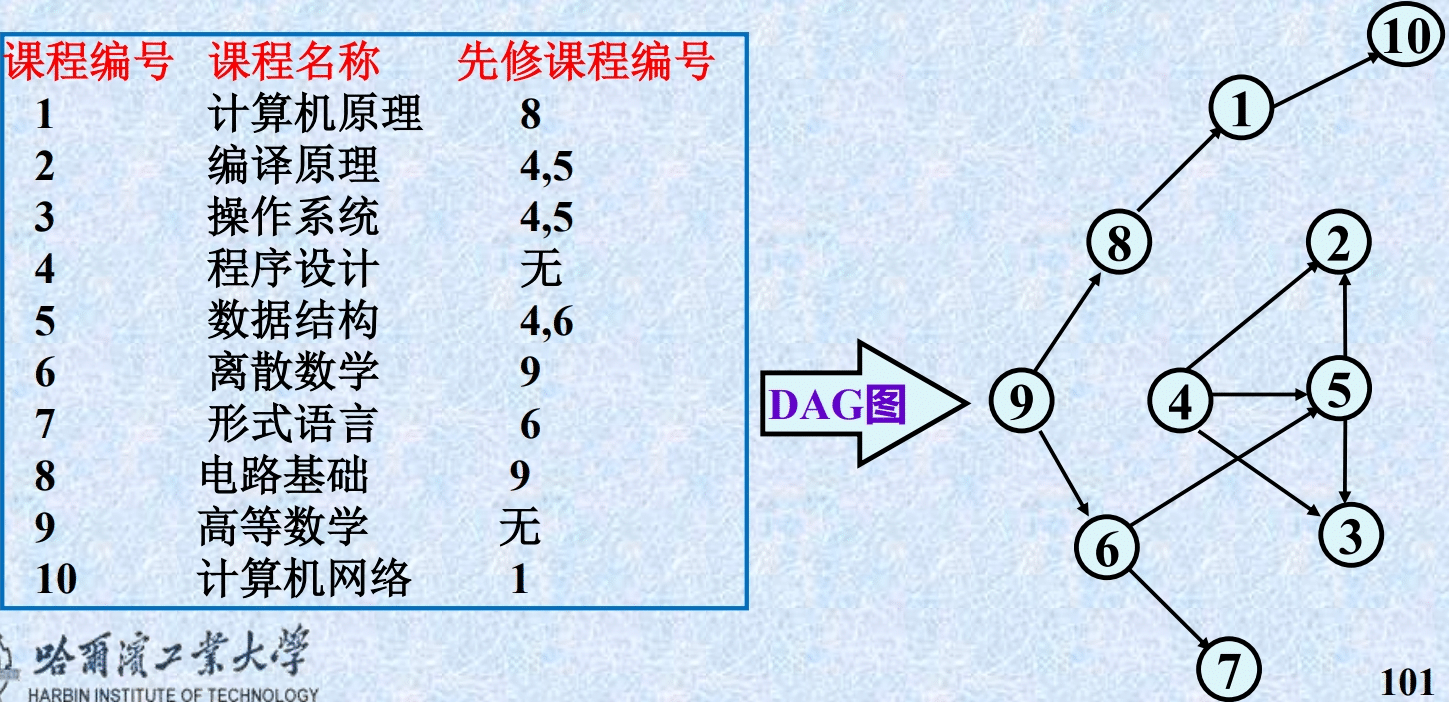 课程编号 课程名称 先修课程编号
1 计算机原理 8
2 编译原理 4,5
3 操作系统 4,5
4 程序设计 无
5 数据结构 4,6
6 离散数学 9
7 形式语言 6
8 电路基础 9
9 高等数学 无
10 计算机网络 1
DAG图
10
1
8
2
9
4
5
6
3
7
哈爾濱工業大學
HARBIN INSTITUTE OF TECHNOLOGY
101